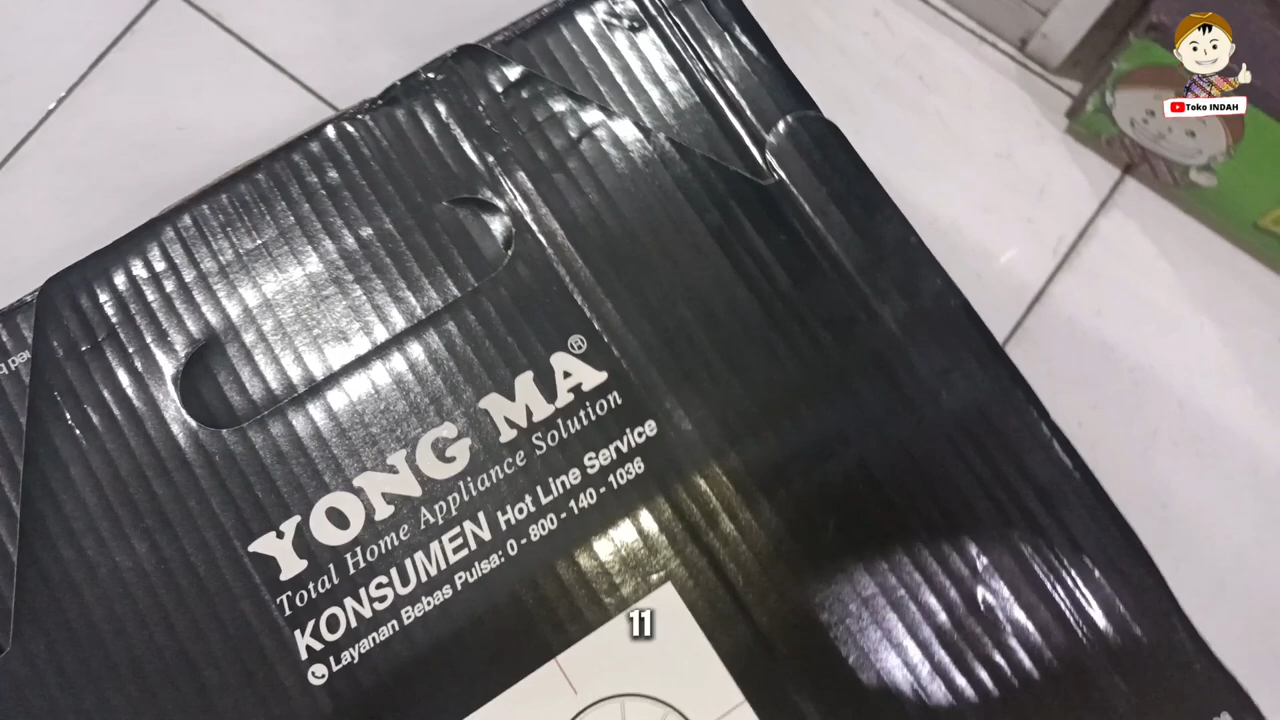 Toko INDAH
YONG MA®
Total Home Appliance Solution
KONSUMEN Hot Line Service
Layanan Bebas Pulsa: 0 - 800 - 140 - 1036
11